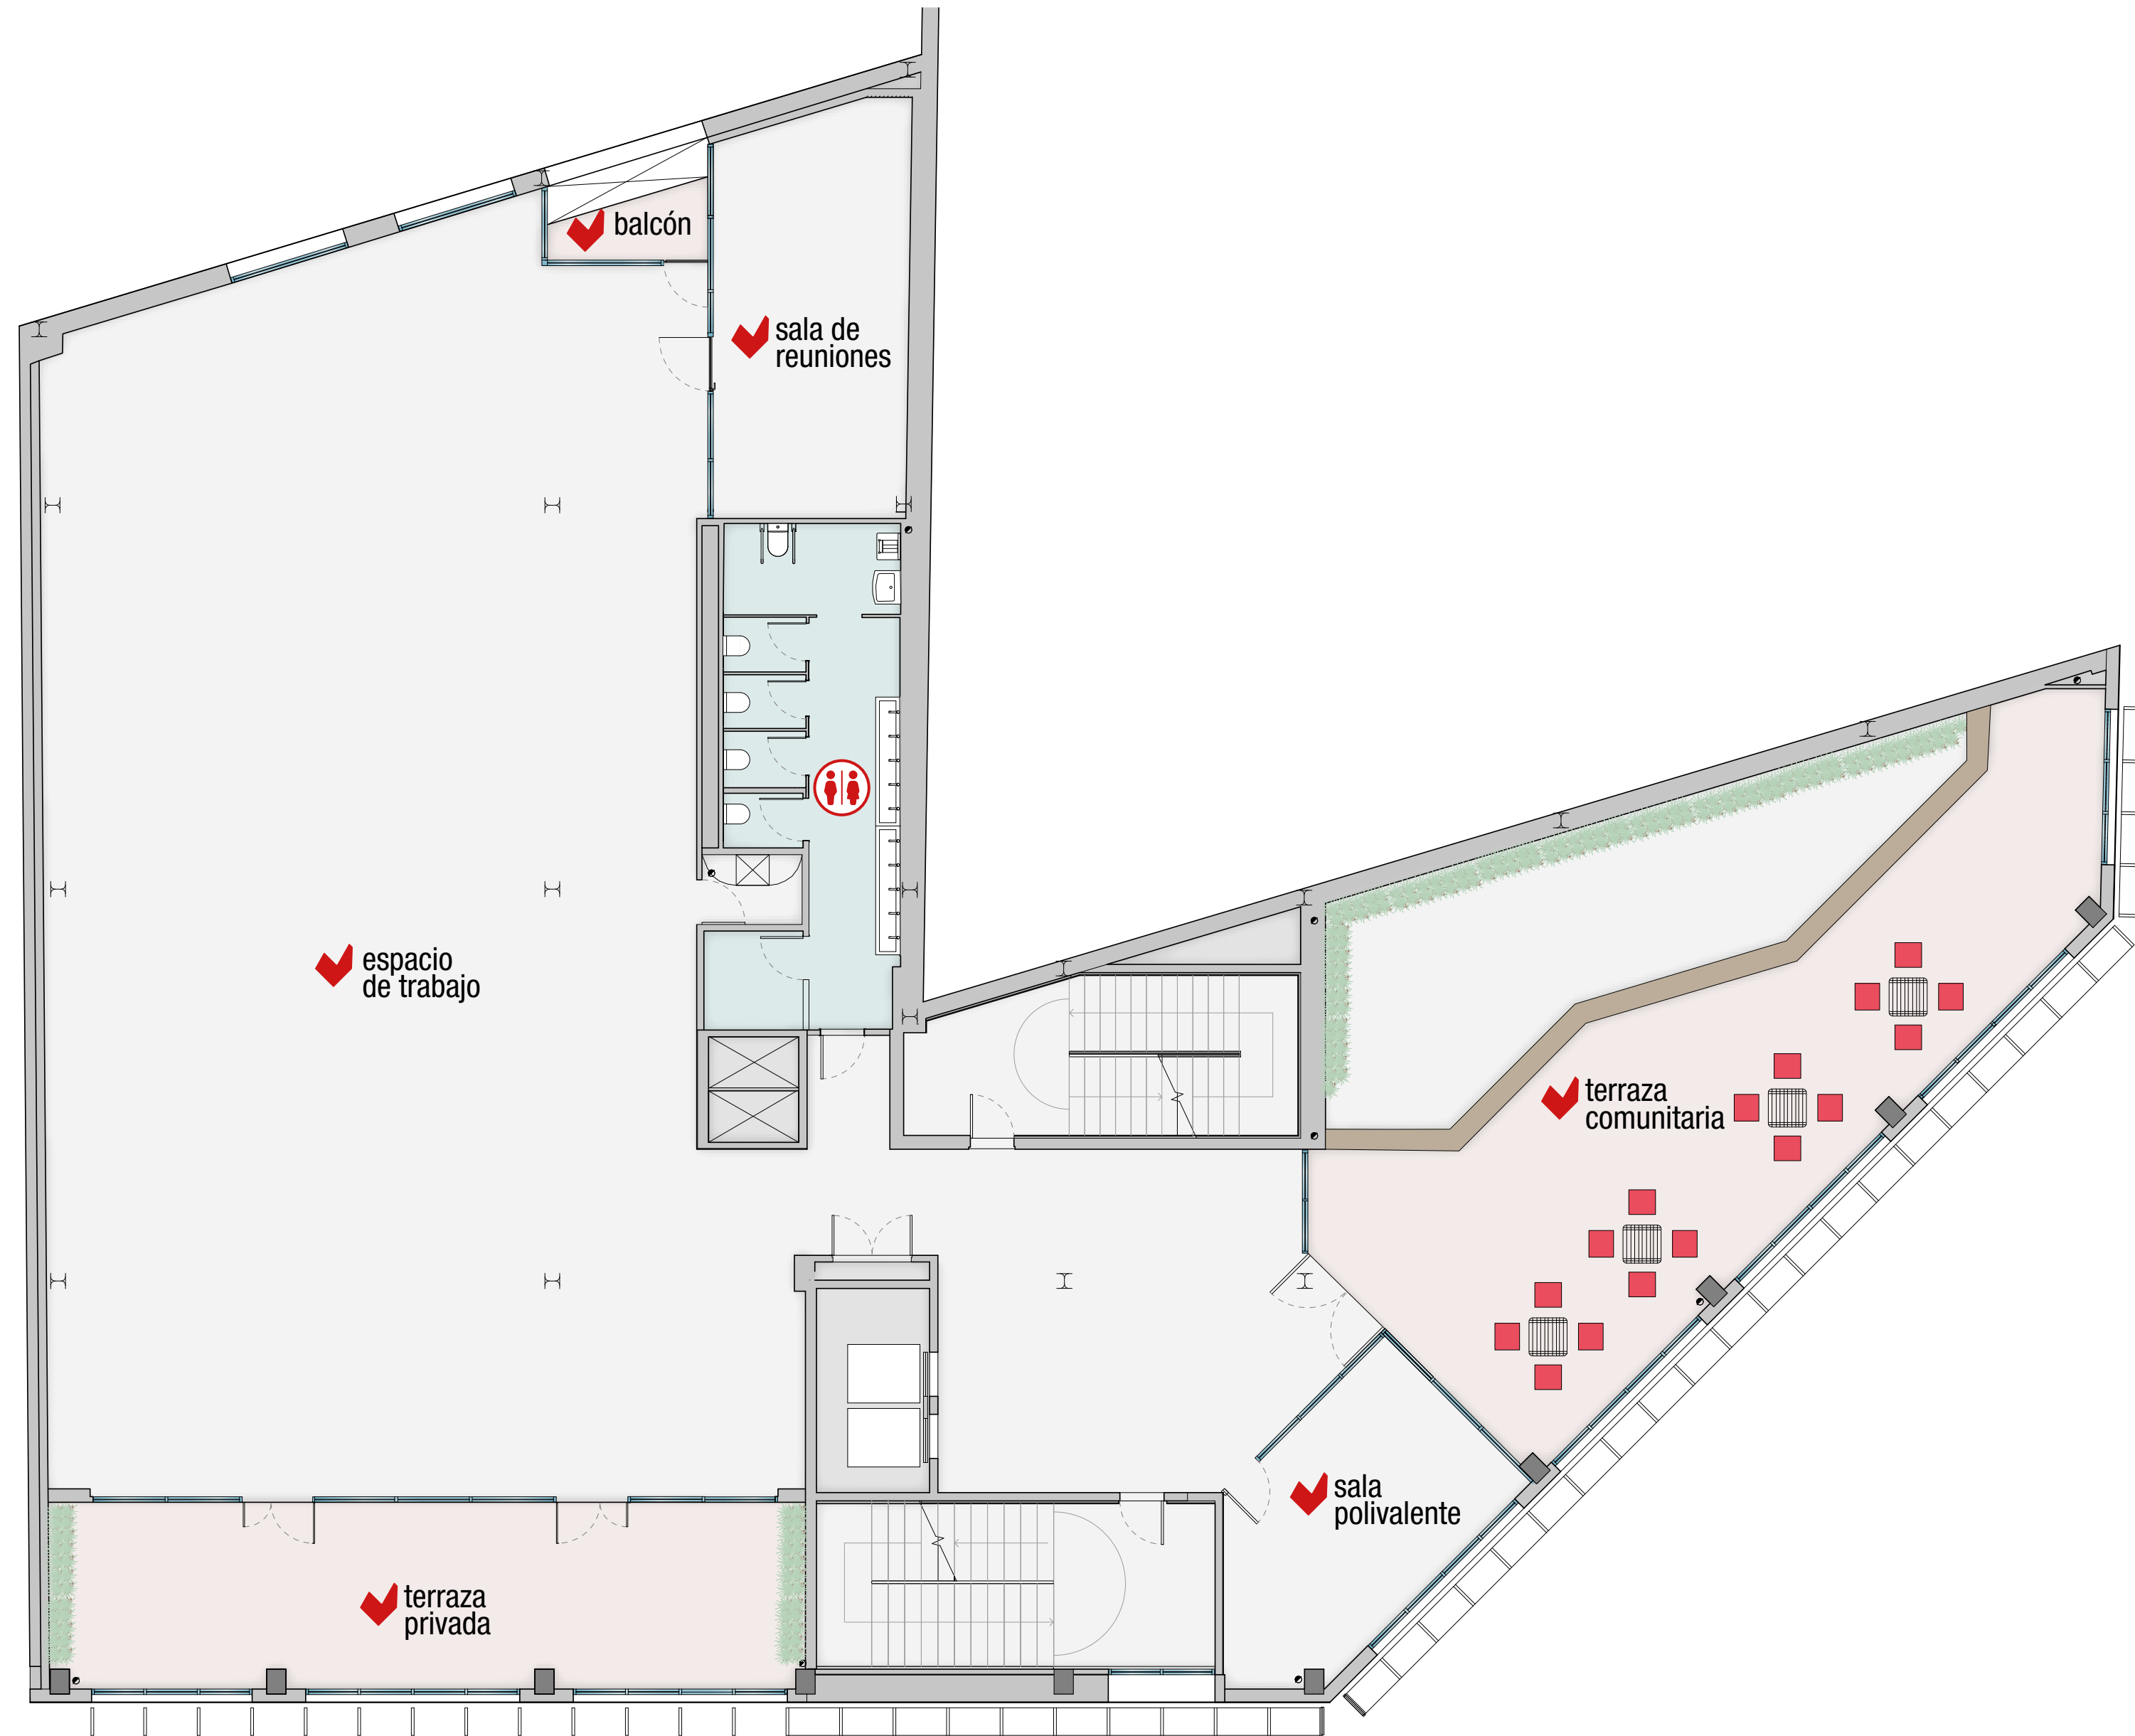 balcón
sala de
reuniones
espacio
de trabajo
terraza
comunitaria
sala
polivalente
terraza
privada